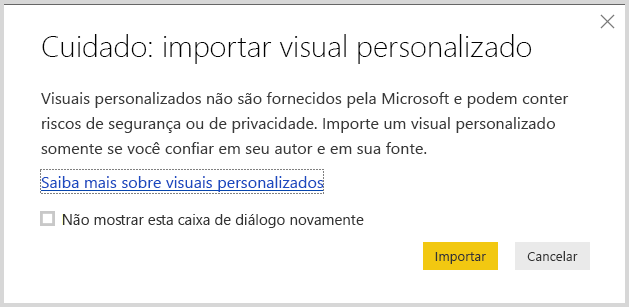 Cuidado: importar visual personalizado
Visuais personalizados não são fornecidos pela Microsoft e podem conter
riscos de segurança ou de privacidade. Importe um visual personalizado
somente se você confiar em seu autor e em sua fonte.
Saiba mais sobre visuais personalizados
Não mostrar esta caixa de diálogo novamente
Importar
Cancelar